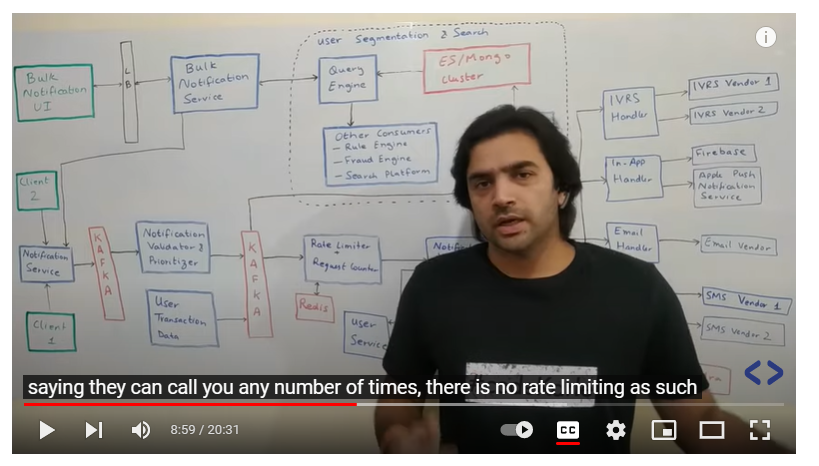 user Segmentation & Search
Bulk
Notification
UI
L
B
Bulk
Notification
Service
Query
Engine
ES/Mongo
Cluster
Other Consumers
– Rule Engine
– Fraud Engine
– Search Platform
IVRS
Handler
IVRS Vendor 1
IVRS Vendor 2
In-App
Handler
Firebase
Apple Push
Notification
Service
Client
2
Notification
Service
KAFKA
Notification
Validator &
Prioritizer
KAFKA
Rate Limiter
+
Request Counter
Email
Handler
Email Vendor
User
Transaction
Data
Redis
User
Service
SMS Vendor 1
SMS Vendor 2
Client
1
saying they can call you any number of times, there is no rate limiting as such
8:59 / 20:31
CC